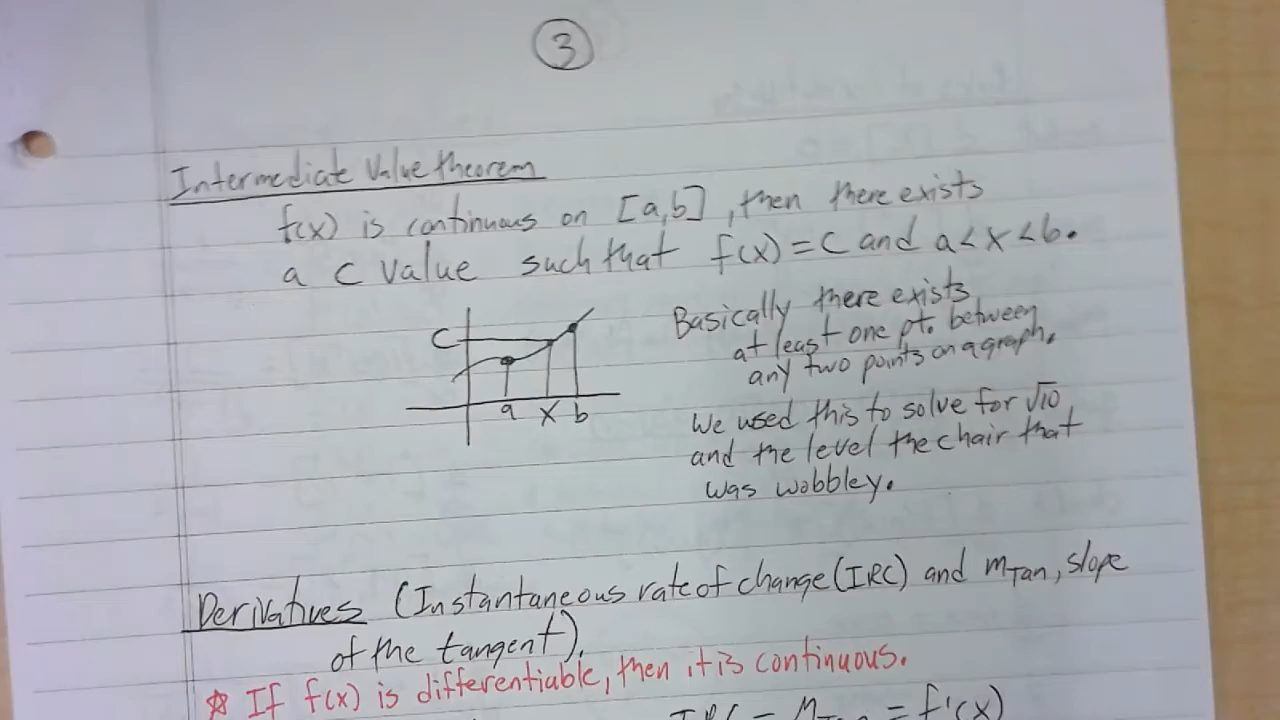 3
Intermediate Value theorem
f(x) is continuous on [a,b], then there exists
a c value such that f(x)=c and a<x<b.
Basically there exists
at least one pt. between
any two points on a graph.
c
a x b
We used this to solve for √10
and the level the chair that
was wobbley.
Derivatives (Instantaneous rate of change (IRC) and mTan, slope
of the tangent).
☆ If f(x) is differentiable, then it is continuous.
= f'(x)